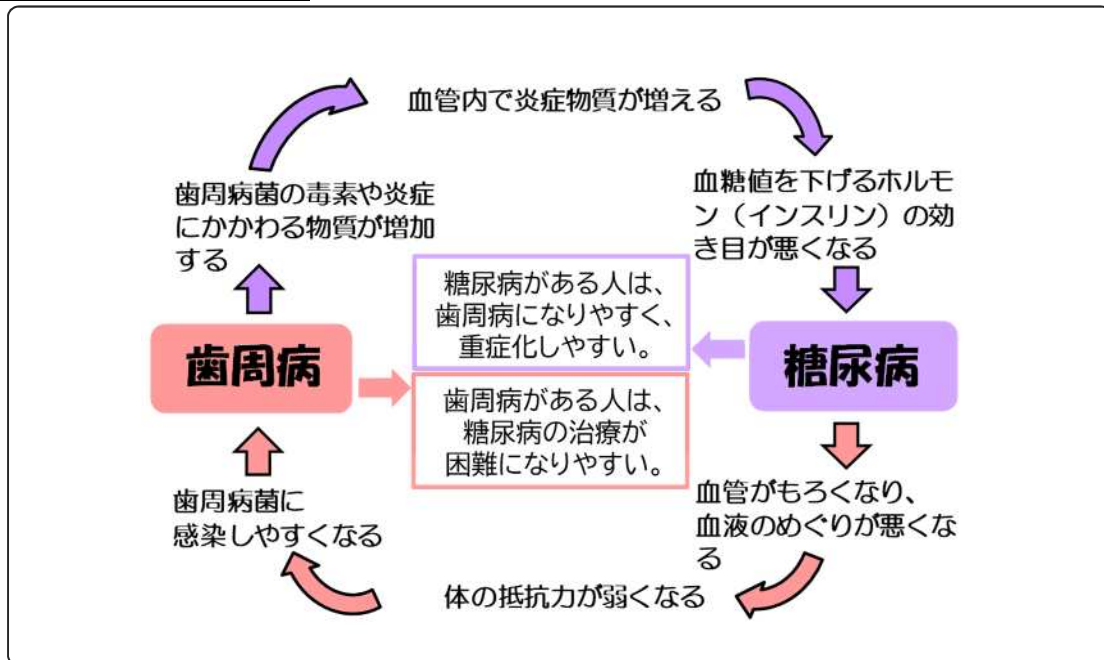 血管内で炎症物質が増える
歯周病菌の毒素や炎症
にかかわる物質が増加
する
血糖値を下げるホルモ
ン（インスリン）の効
き目が悪くなる
糖尿病がある人は、
歯周病になりやすく、
重症化しやすい。
歯周病
糖尿病
歯周病がある人は、
糖尿病の治療が
困難になりやすい。
歯周病菌に
感染しやすくなる
血管がもろくなり、
血液のめぐりが悪くな
る
体の抵抗力が弱くなる